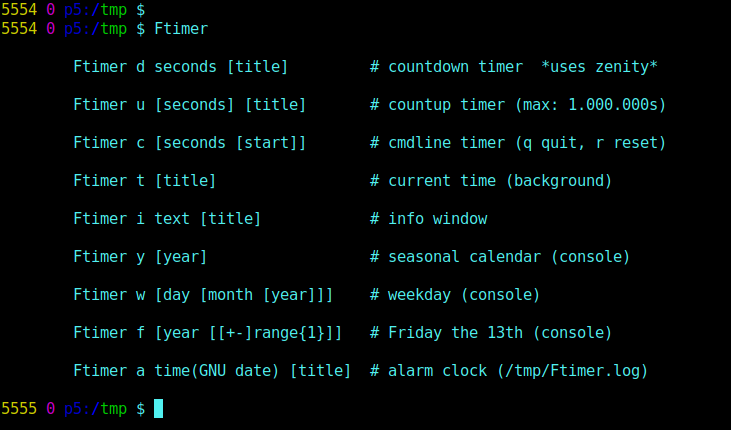 5554 0 p5:/tmp $
5554 0 p5:/tmp $ Ftimer
Ftimer d seconds [title]         # countdown timer  *uses zenity*
Ftimer u [seconds] [title]       # countup timer (max: 1.000.000s)
Ftimer c [seconds [start]]       # cmdline timer (q quit, r reset)
Ftimer t [title]                 # current time (background)
Ftimer i text [title]            # info window
Ftimer y [year]                  # seasonal calendar (console)
Ftimer w [day [month [year]]]    # weekday (console)
Ftimer f [year [[+-]range{1}]]   # Friday the 13th (console)
Ftimer a time(GNU date) [title]  # alarm clock (/tmp/Ftimer.log)
5555 0 p5:/tmp $